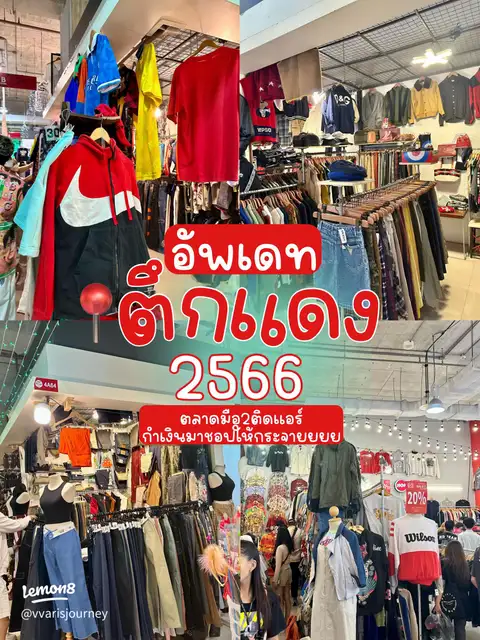 อัพเดท
ตึกแดง
2566
ตลาดมือ2ติดแอร์
กำเงินมาชอปให้กระจายยยย
4A64
20%
Wilson
lemon8
@vvarisjourney